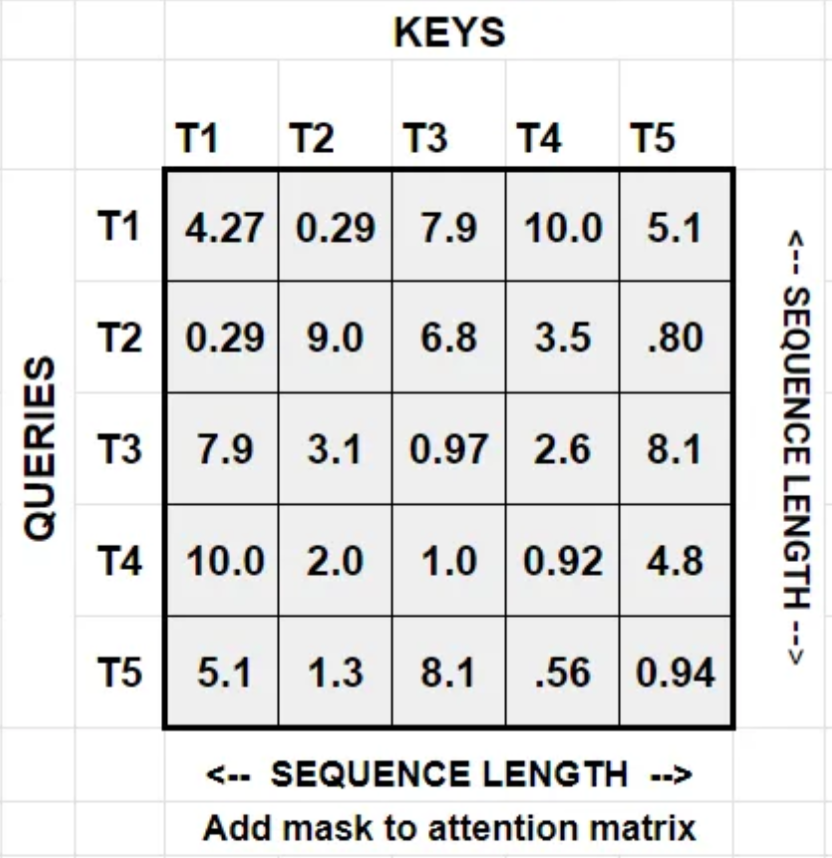 KEYS
T1 T2 T3 T4 T5
T1 4.27 0.29 7.9 10.0 5.1
T2 0.29 9.0 6.8 3.5 .80
T3 7.9 3.1 0.97 2.6 8.1
T4 10.0 2.0 1.0 0.92 4.8
T5 5.1 1.3 8.1 .56 0.94
QUERIES
<-- SEQUENCE LENGTH -->
<-- SEQUENCE LENGTH -->
Add mask to attention matrix